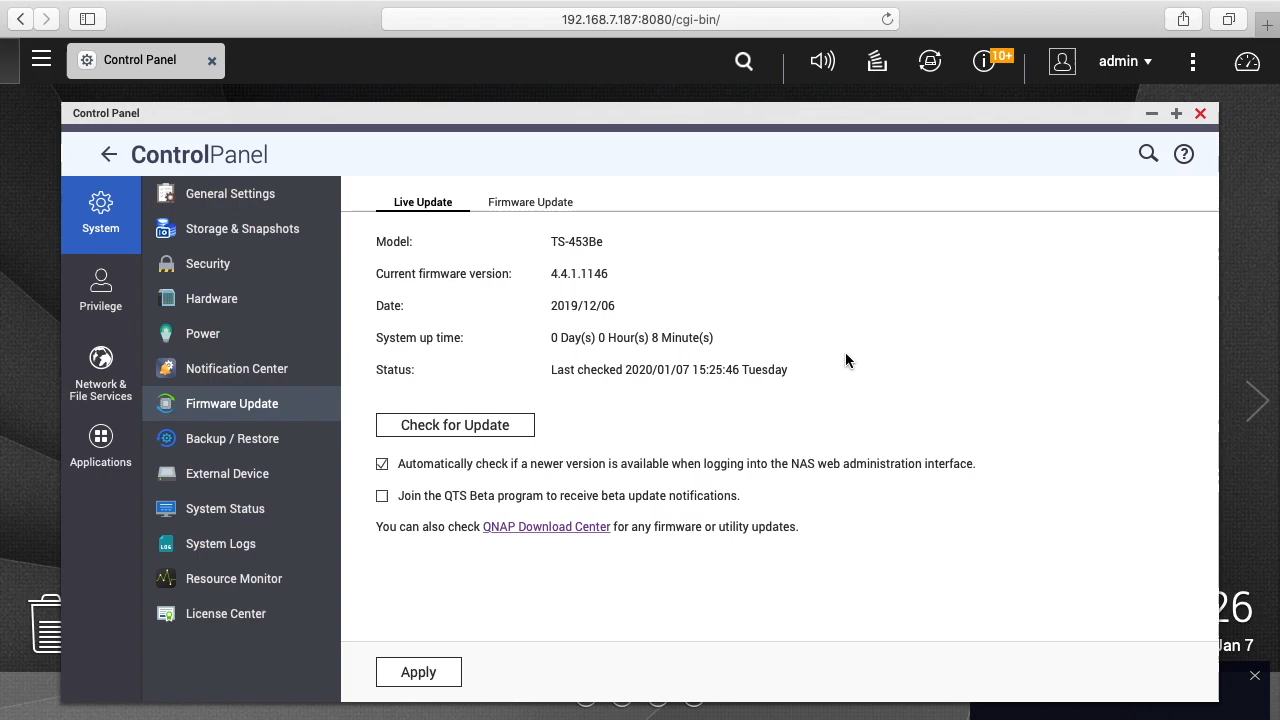 192.168.7.187:8080/cgi-bin/
Control Panel
10+
admin
Control Panel
ControlPanel
System
Privilege
Network &
File Services
Applications
General Settings
Storage & Snapshots
Security
Hardware
Power
Notification Center
Firmware Update
Backup / Restore
External Device
System Status
System Logs
Resource Monitor
License Center
Live Update
Firmware Update
Model: TS-453Be
Current firmware version: 4.4.1.1146
Date: 2019/12/06
System up time: 0 Day(s) 0 Hour(s) 8 Minute(s)
Status: Last checked 2020/01/07 15:25:46 Tuesday
Check for Update
Automatically check if a newer version is available when logging into the NAS web administration interface.
Join the QTS Beta program to receive beta update notifications.
You can also check QNAP Download Center for any firmware or utility updates.
Apply
26
Jan 7